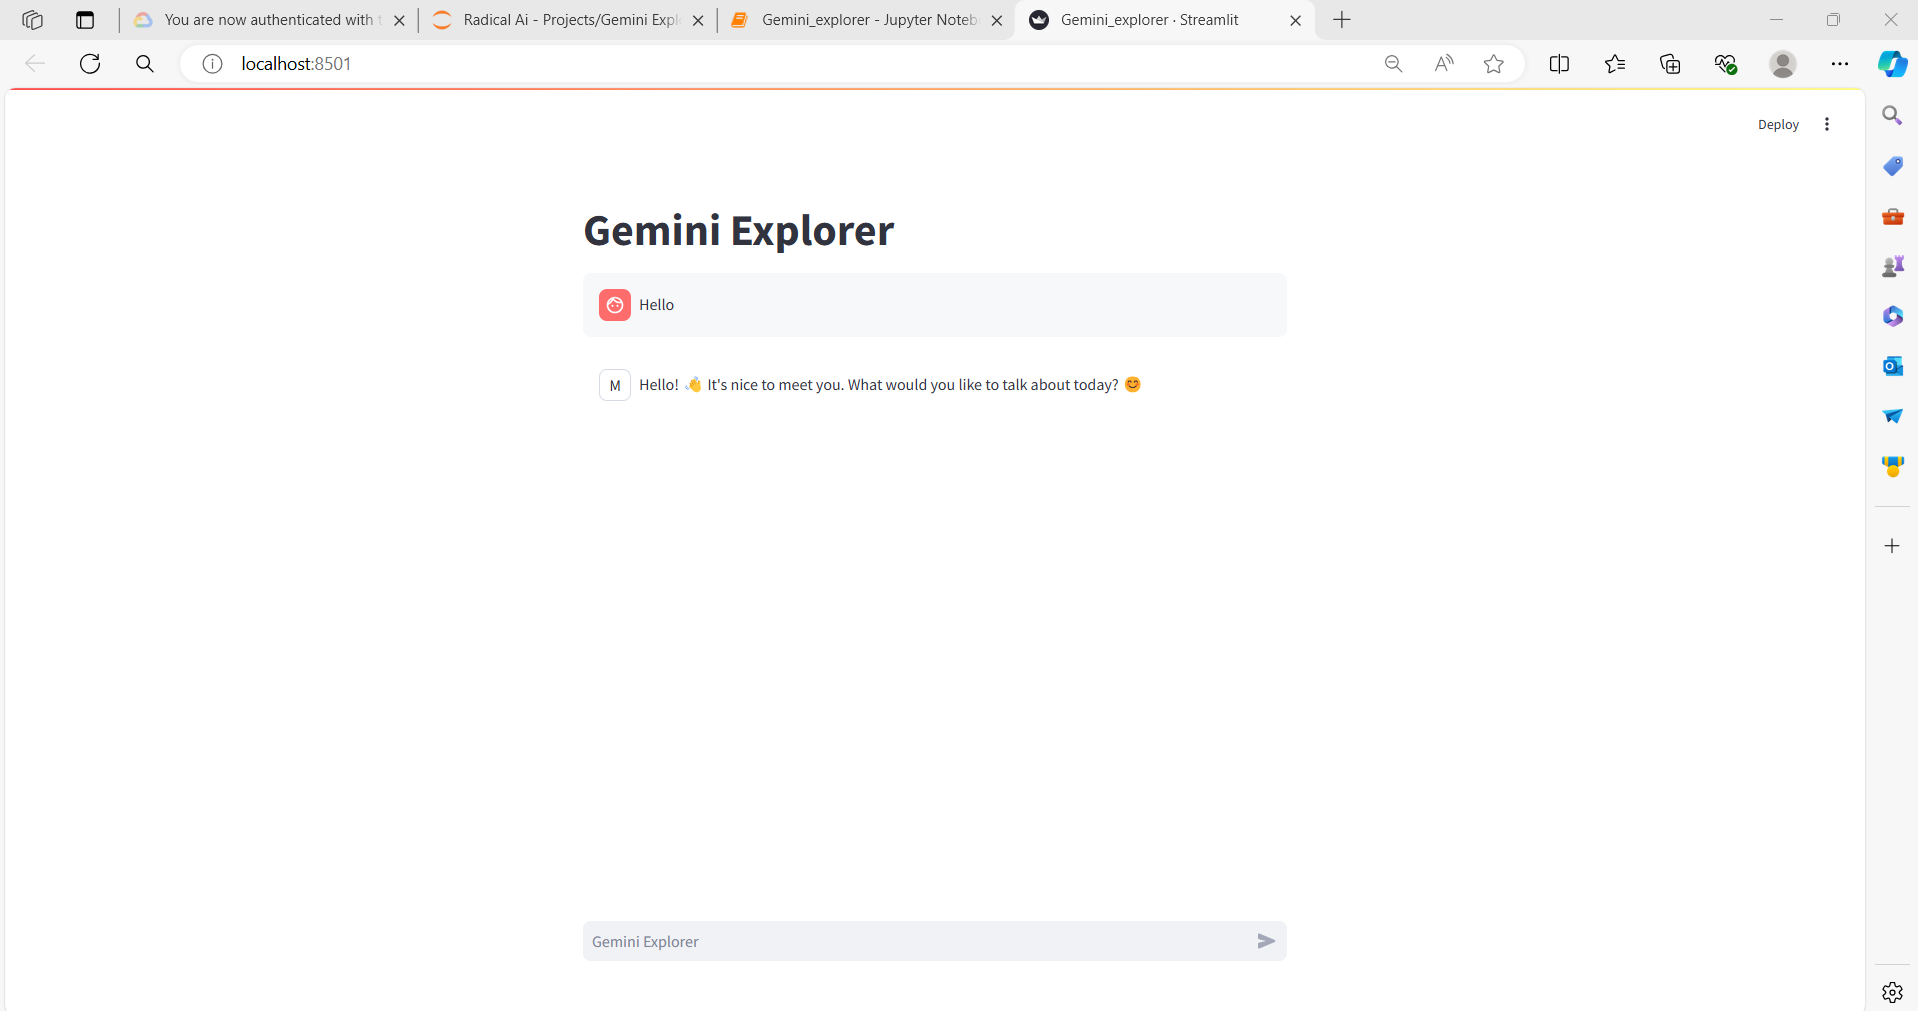 You are now authenticated with t
Radical Ai - Projects/Gemini Expl
Gemini_explorer - Jupyter Noteb
Gemini_explorer · Streamlit
localhost:8501
Deploy
Gemini Explorer
Hello
M Hello! 👋 It's nice to meet you. What would you like to talk about today? 😊
Gemini Explorer